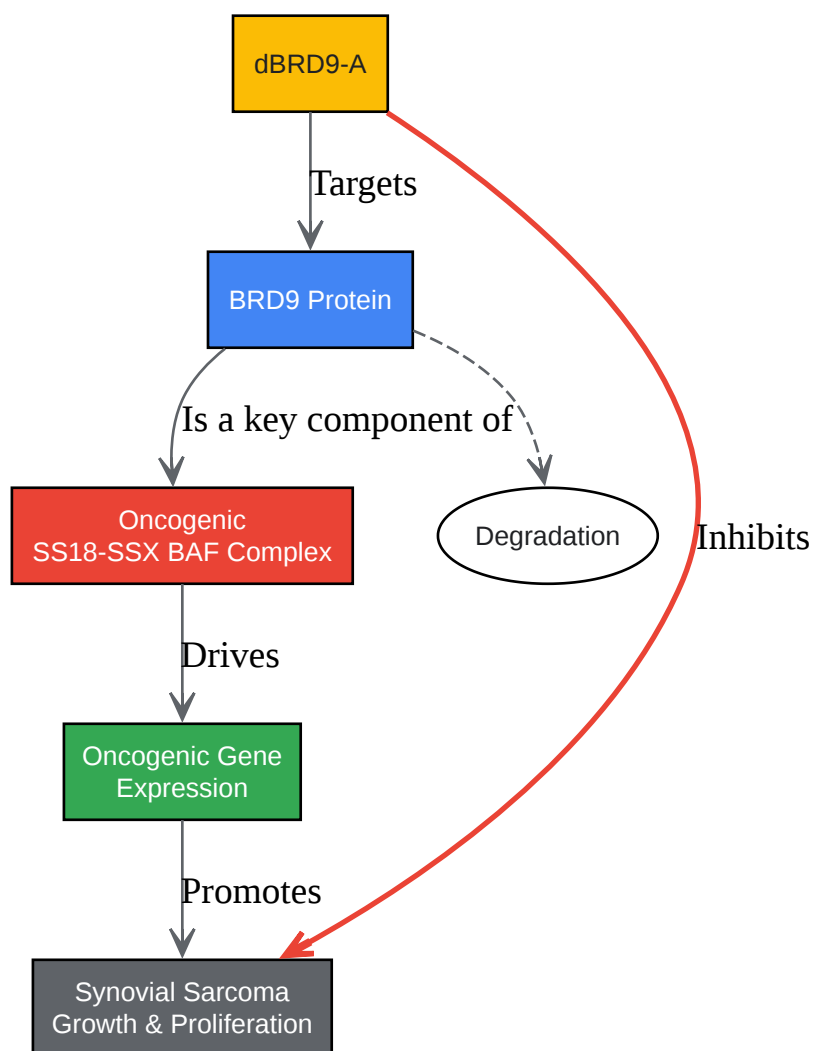 dBRD9-A
Targets
BRD9 Protein
Is a key component of
Oncogenic
SS18-SSX BAF Complex
Degradation
Inhibits
Drives
Oncogenic Gene
Expression
Promotes
Synovial Sarcoma
Growth & Proliferation